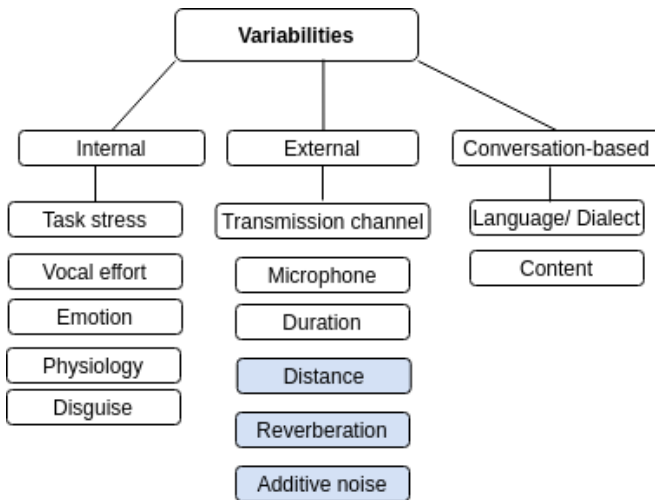 Variabilities
Internal
External
Conversation-based
Task stress
Transmission channel
Language/ Dialect
Vocal effort
Microphone
Content
Emotion
Duration
Physiology
Distance
Disguise
Reverberation
Additive noise